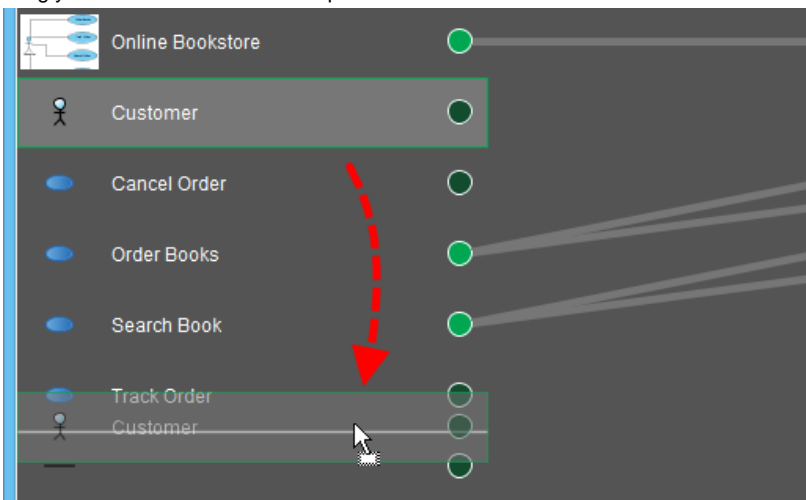 Online Bookstore
Customer
Cancel Order
Order Books
Search Book
Track Order
Customer